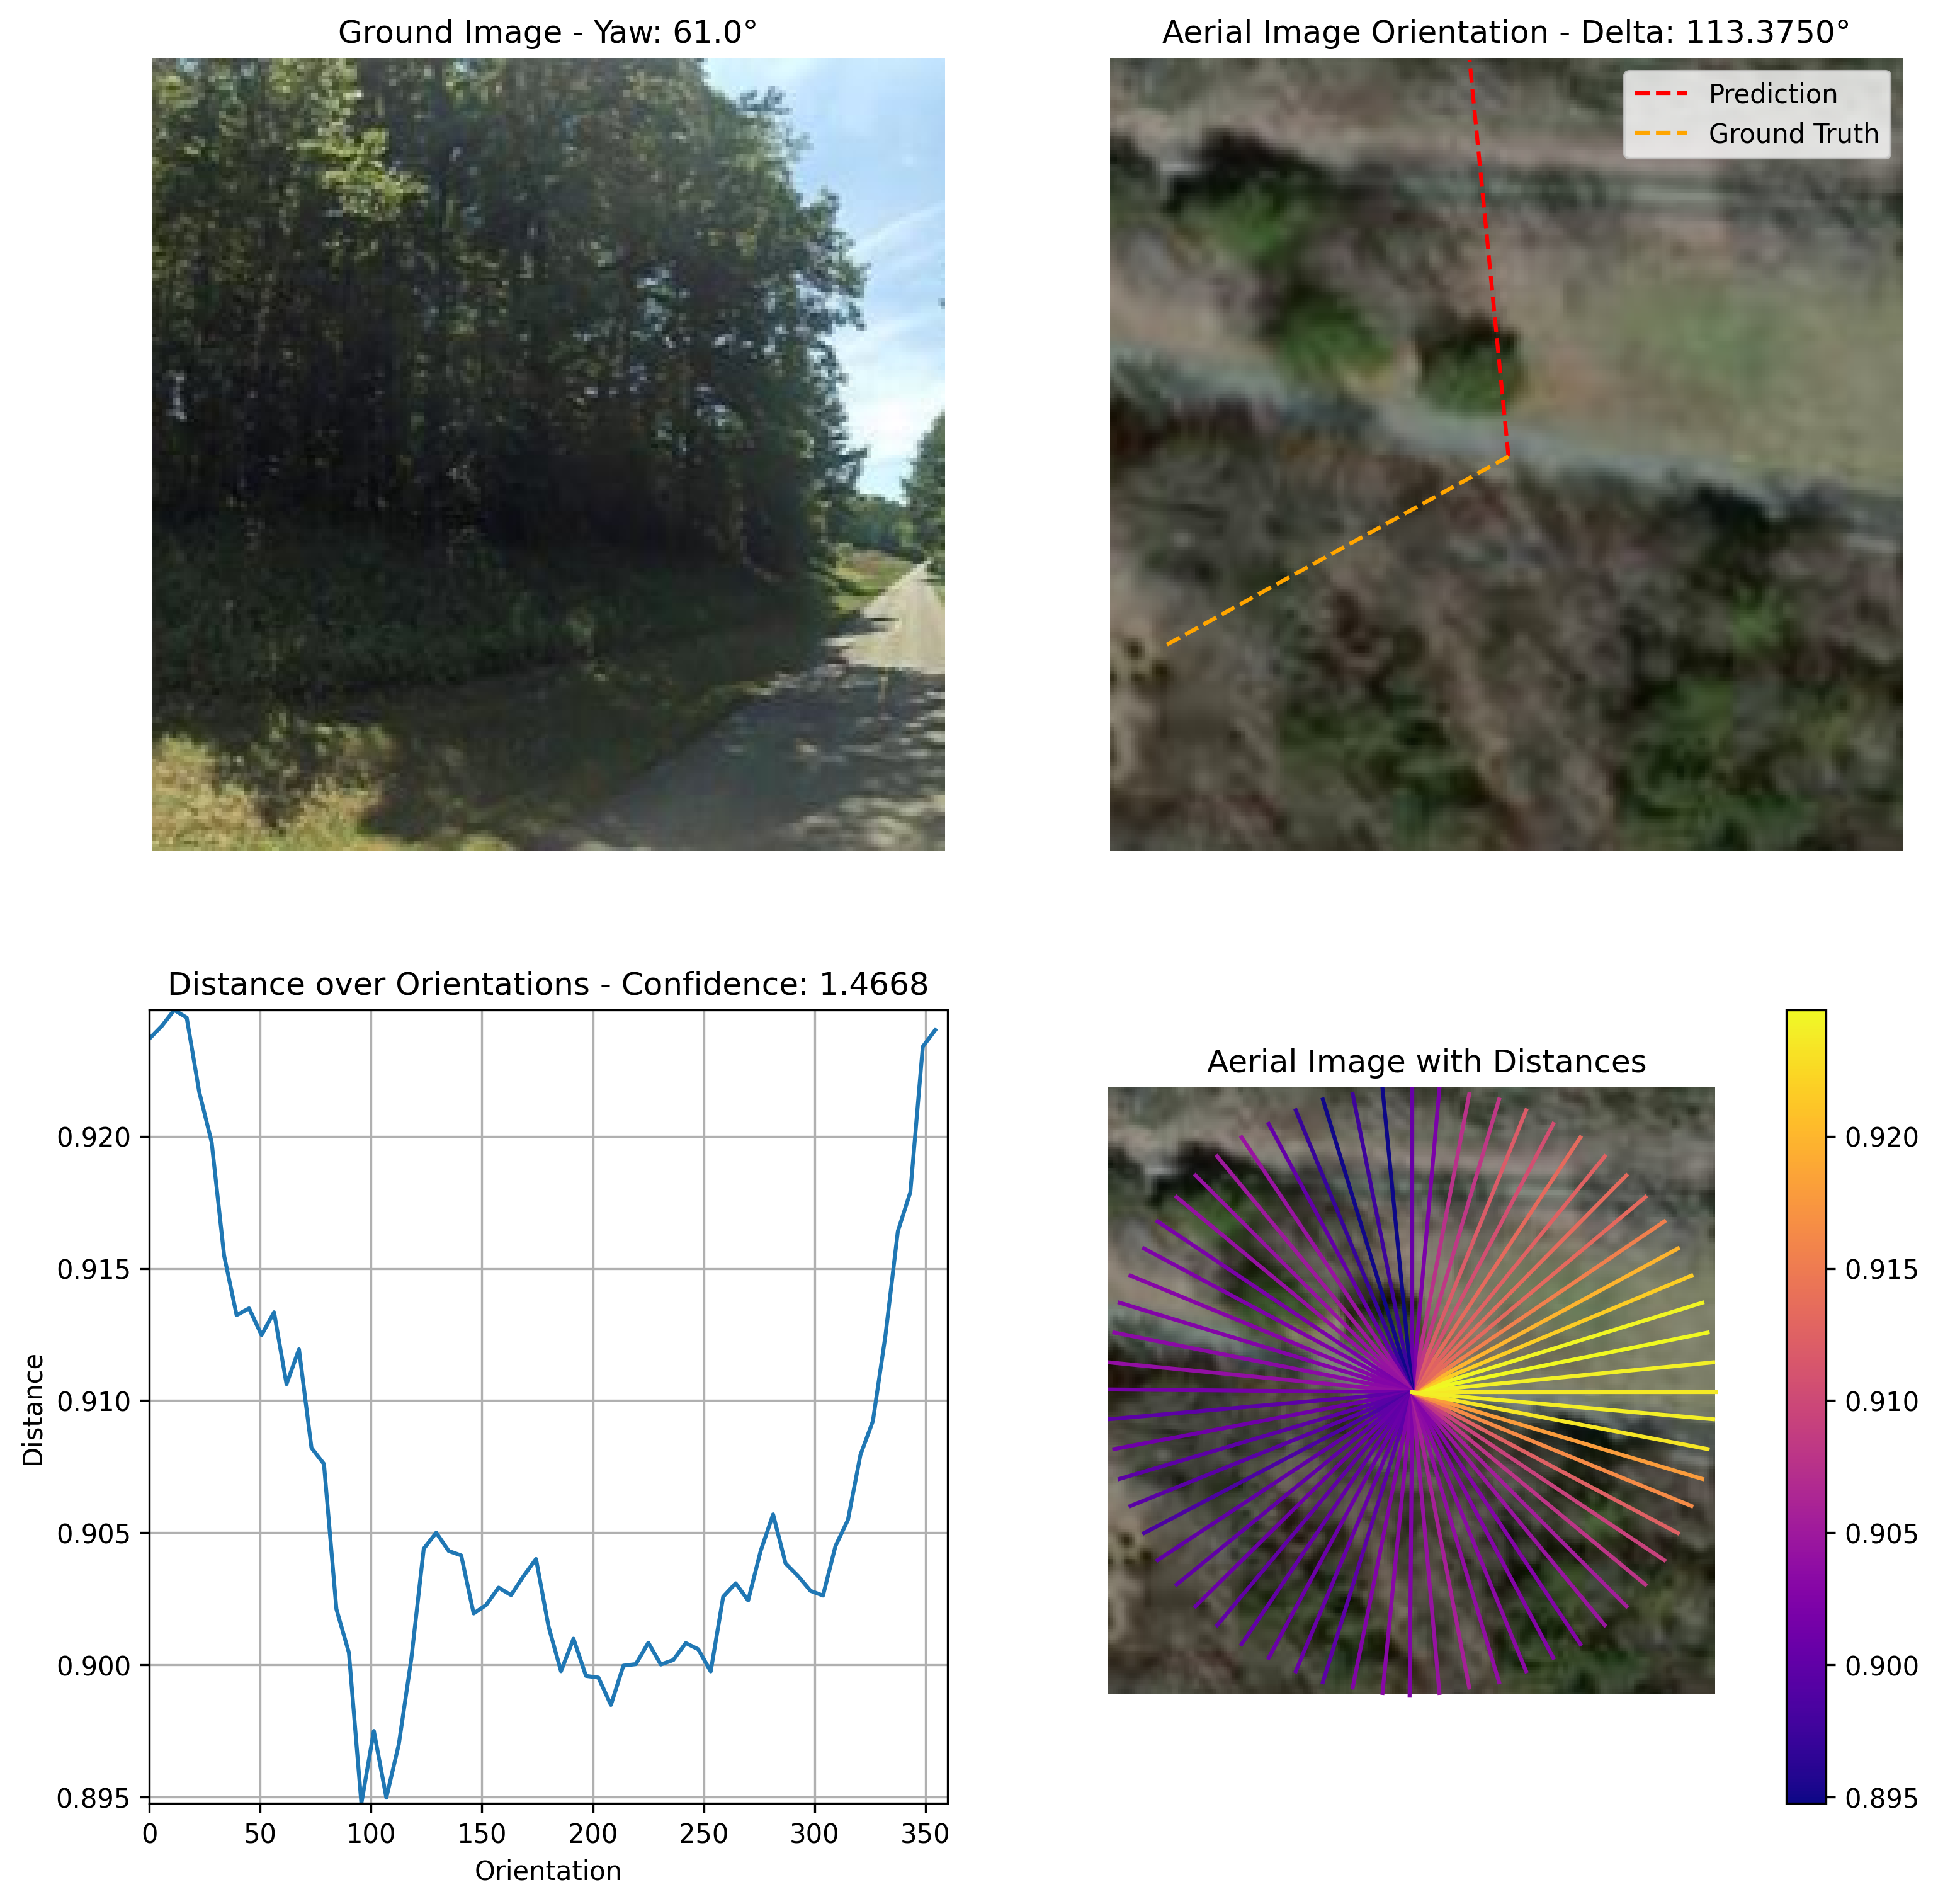 Ground Image - Yaw: 61.0°
Aerial Image Orientation - Delta: 113.3750°
Prediction
Ground Truth
Distance over Orientations - Confidence: 1.4668
0.920
0.915
0.910
0.905
0.900
0.895
Distance
0
50
100
150
200
250
300
350
Orientation
Aerial Image with Distances
0.920
0.915
0.910
0.905
0.900
0.895